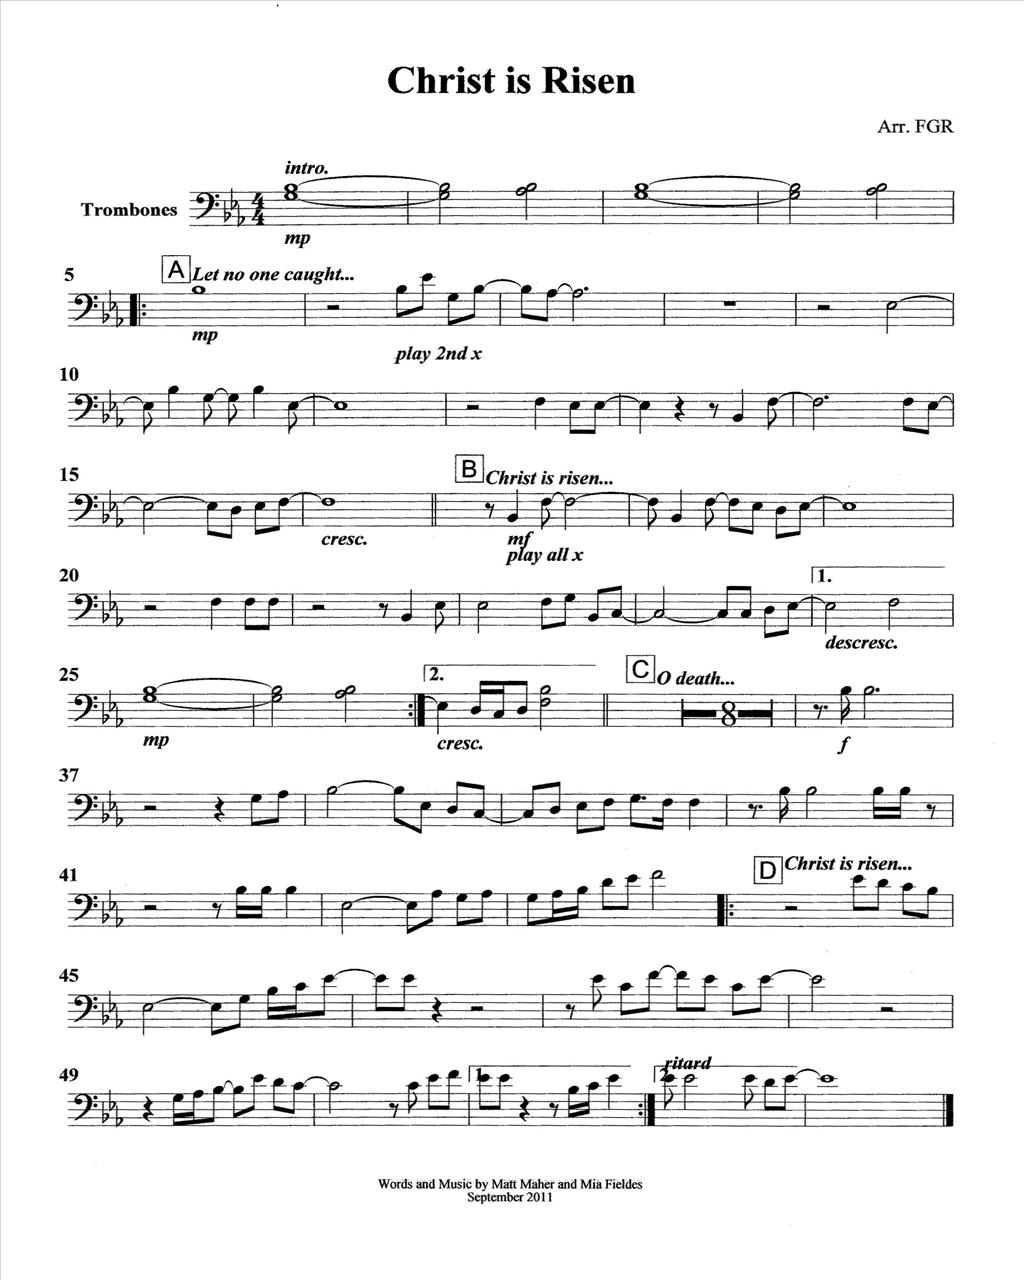 Christ is Risen
Arr. FGR
intro.
Trombones
mp
5
A
Let no one caught...
mp
play 2nd x
10
15
B
Christ is risen...
cresc.
mf
play all x
20
1.
descresc.
25
2.
C
O death...
8
mp
cresc.
f
37
41
D
Christ is risen...
45
49
1.
2.
ritard
Words and Music by Matt Maher and Mia Fieldes
September 2011